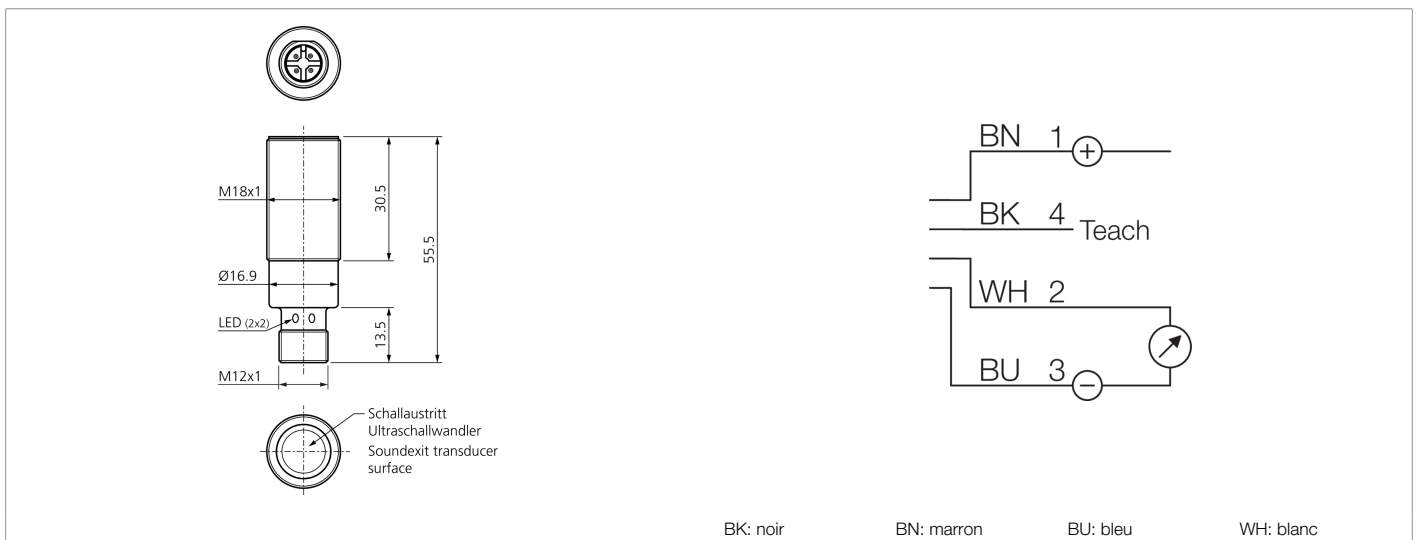 M18x1
30.5
55.5
Ø16.9
LED (2x2)
13.5
M12x1
Schallaustritt
Ultraschallwandler
Soundexit transducer
surface
BN 1 +
BK 4 Teach
WH 2
BU 3 −
BK: noir BN: marron BU: bleu WH: blanc